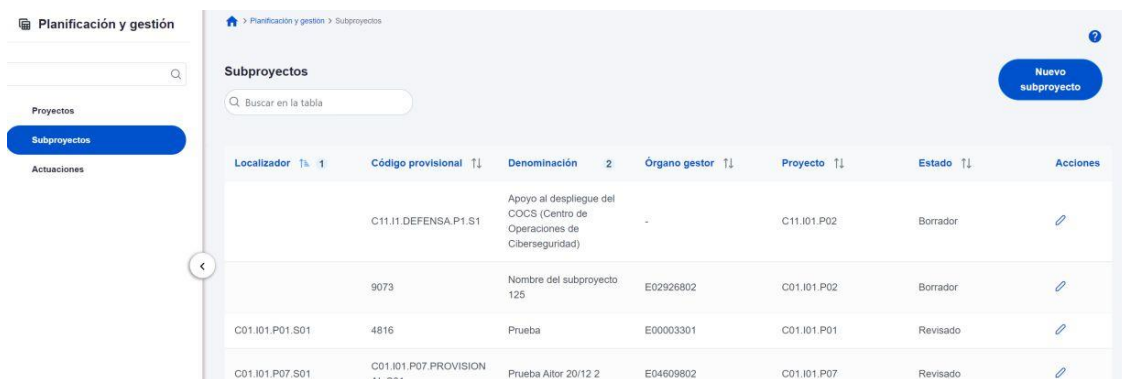 Planificación y gestión
> Planificación y gestión > Subproyectos
?
Subproyectos
Nuevo
subproyecto
Buscar en la tabla
Proyectos
Subproyectos
Actuaciones
Localizador 1 Código provisional Denominación 2 Órgano gestor Proyecto Estado Acciones
Apoyo al despliegue del
COCS (Centro de
Operaciones de
Ciberseguridad)
C11.I1.DEFENSA.P1.S1 - C11.I01.P02 Borrador
Nombre del subproyecto
125
9073 E02926802 C01.I01.P02 Borrador
C01.I01.P01.S01 4816 Prueba E00003301 C01.I01.P01 Revisado
C01.I01.P07.PROVISION
C01.I01.P07.S01 Prueba Aitor 20/12 2 E04609802 C01.I01.P07 Revisado